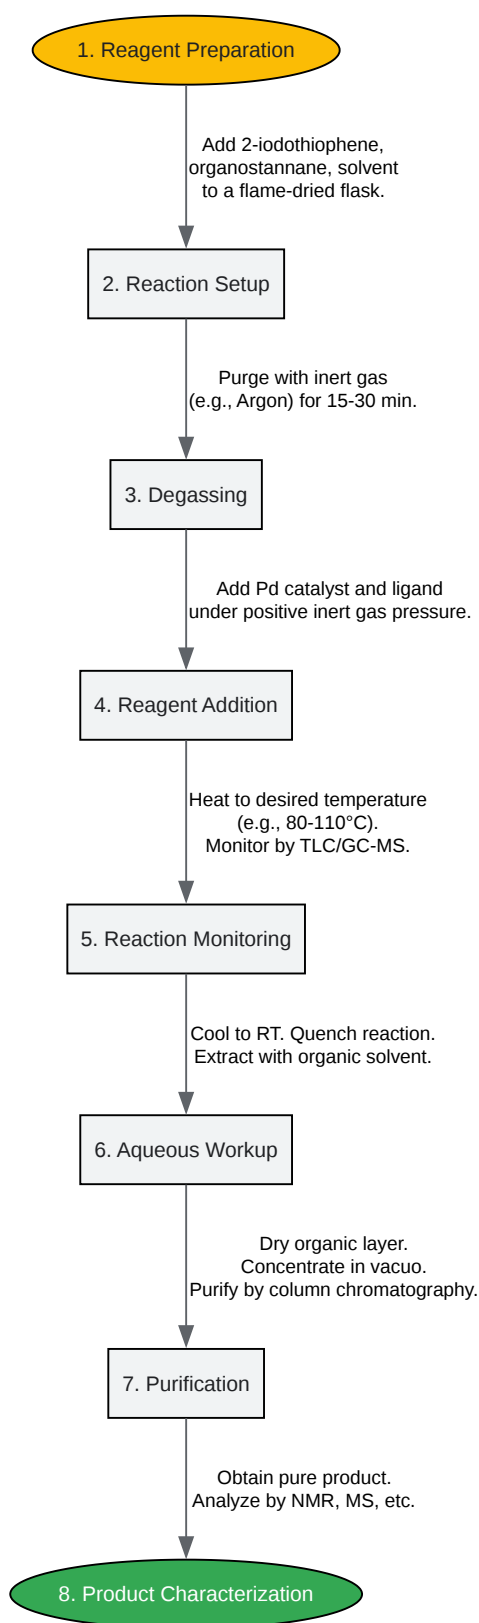 1. Reagent Preparation
Add 2-iodothiophene,
organostannane, solvent
to a flame-dried flask.
2. Reaction Setup
Purge with inert gas
(e.g., Argon) for 15-30 min.
3. Degassing
Add Pd catalyst and ligand
under positive inert gas pressure.
4. Reagent Addition
Heat to desired temperature
(e.g., 80-110°C).
Monitor by TLC/GC-MS.
5. Reaction Monitoring
Cool to RT. Quench reaction.
Extract with organic solvent.
6. Aqueous Workup
Dry organic layer.
Concentrate in vacuo.
Purify by column chromatography.
7. Purification
Obtain pure product.
Analyze by NMR, MS, etc.
8. Product Characterization